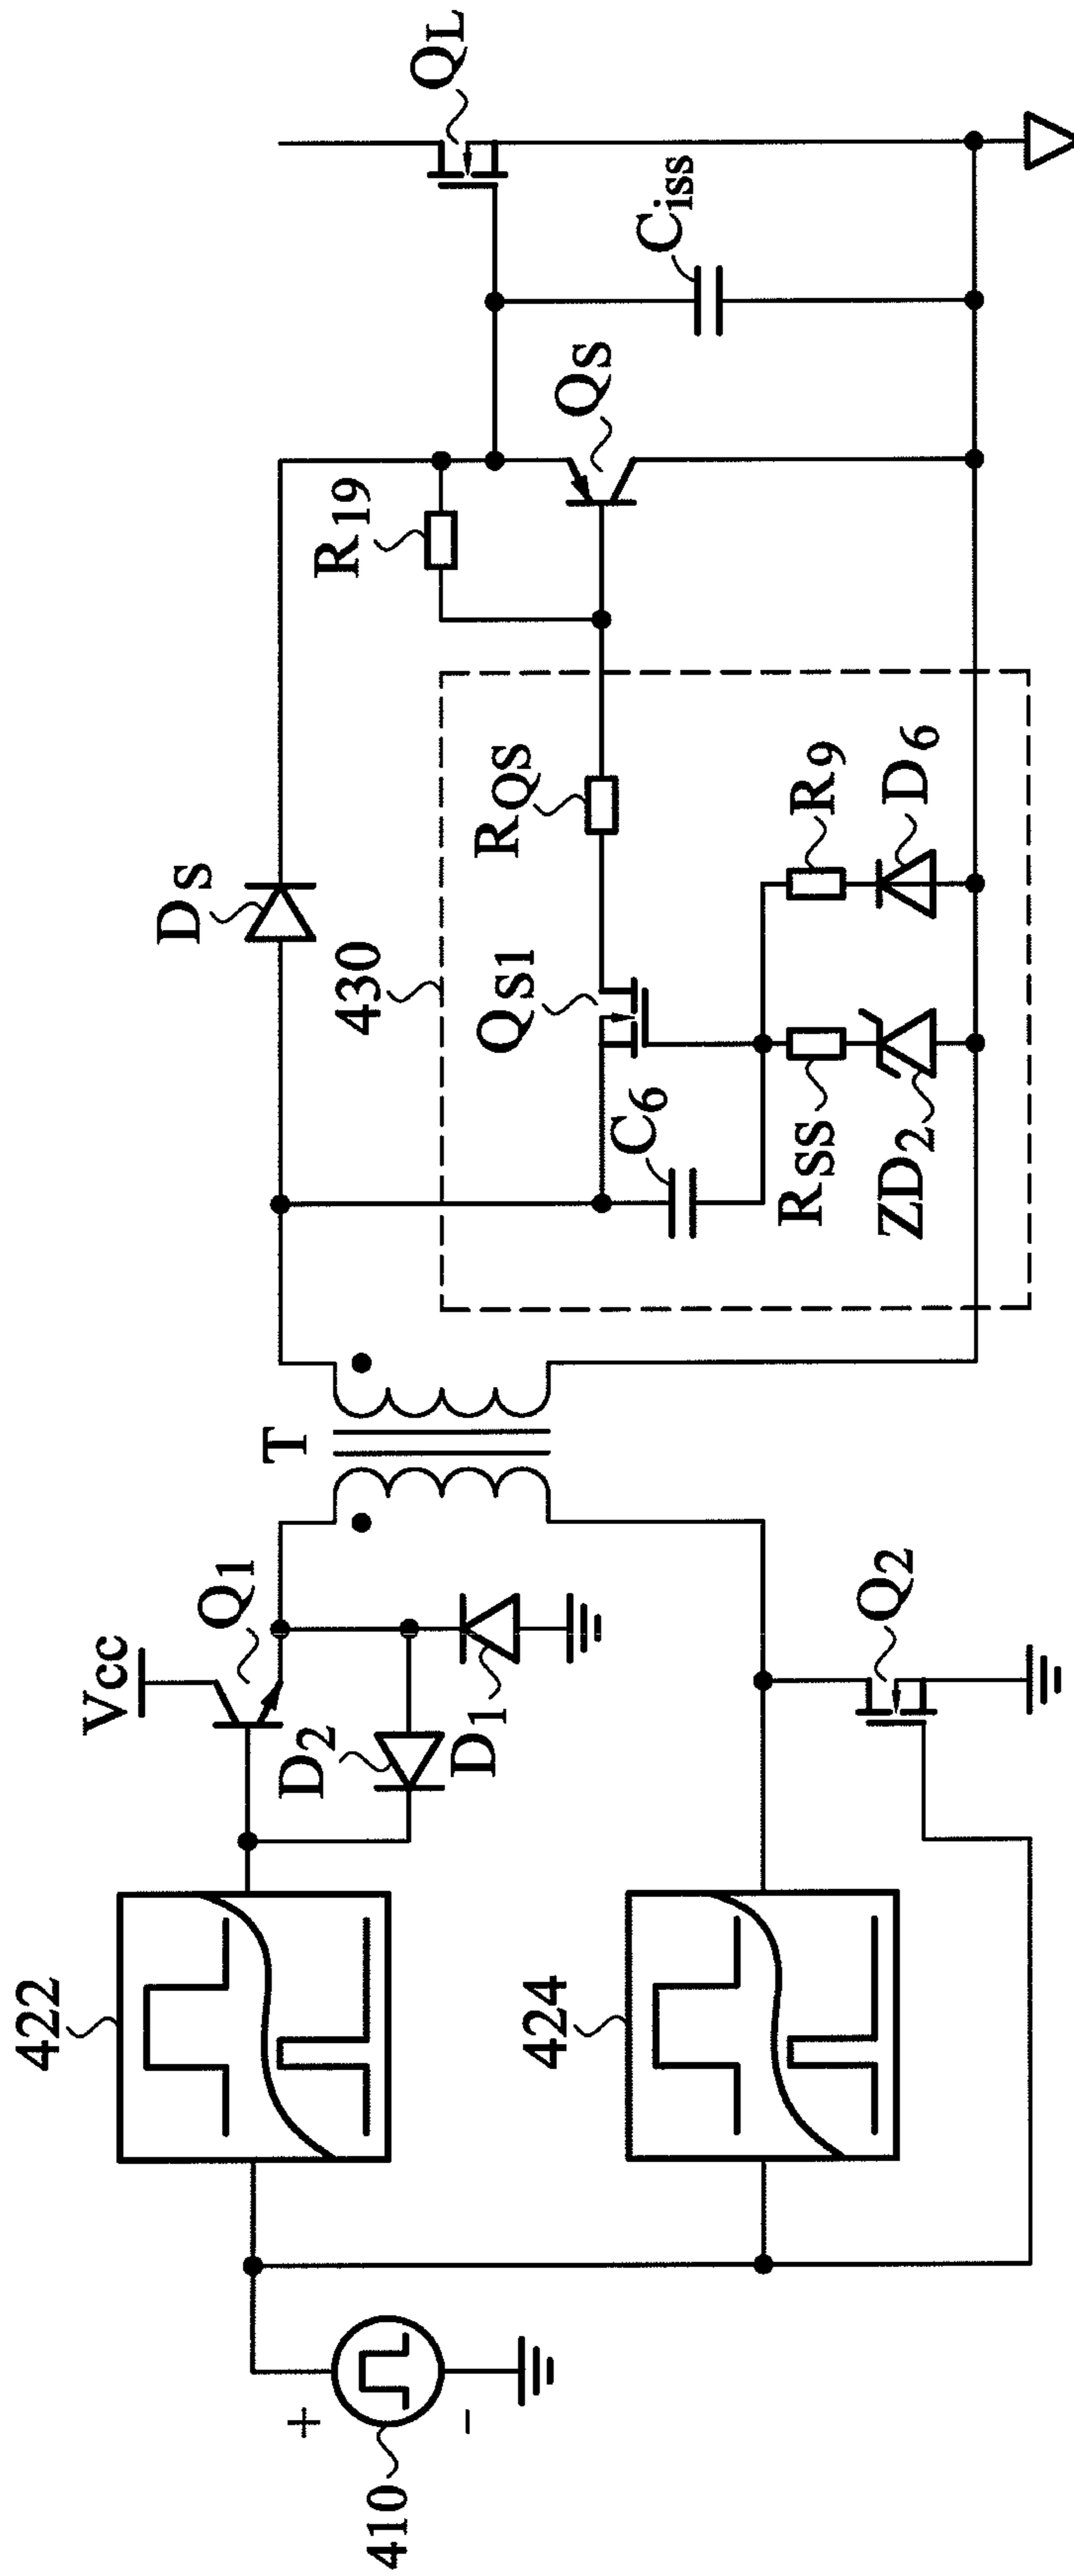 410
+
−
422
424
Vcc
Q1
D2
D1
Q2
T
DS
430
C6
QS1
RQS
RSS
ZD2
R9
D6
R19
QS
Ciss
QL